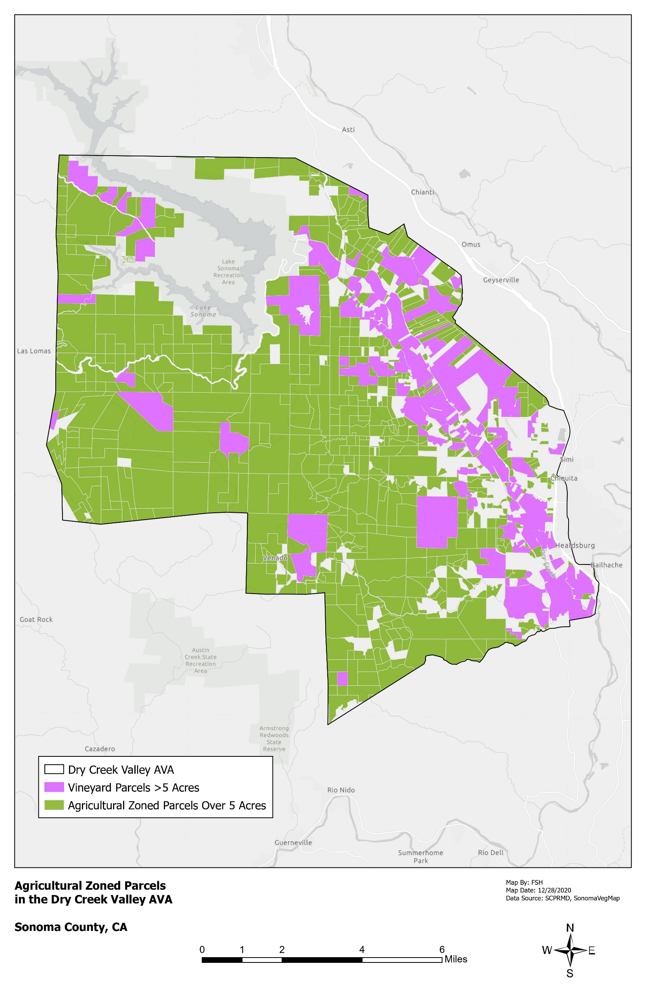 Asti
Chianti
Omus
Geyserville
Lake
Sonoma
Recreation
Area
Lake
Sonoma
Las Lomas
Simi
Chiquita
Healdsburg
Dry Creek
Venado
Bailhache
Goat Rock
Austin
Creek State
Recreation
Area
Armstrong
Redwoods
State
Reserve
Cazadero
Dry Creek Valley AVA
Vineyard Parcels >5 Acres
Agricultural Zoned Parcels Over 5 Acres
Rio Nido
Guerneville
Summerhome
Park
Rio Dell
Agricultural Zoned Parcels
in the Dry Creek Valley AVA
Sonoma County, CA
Map By: FSH
Map Date: 12/28/2020
Data Source: SCPRMD, SonomaVegMap
0 1 2 4 6
Miles
N
W E
S